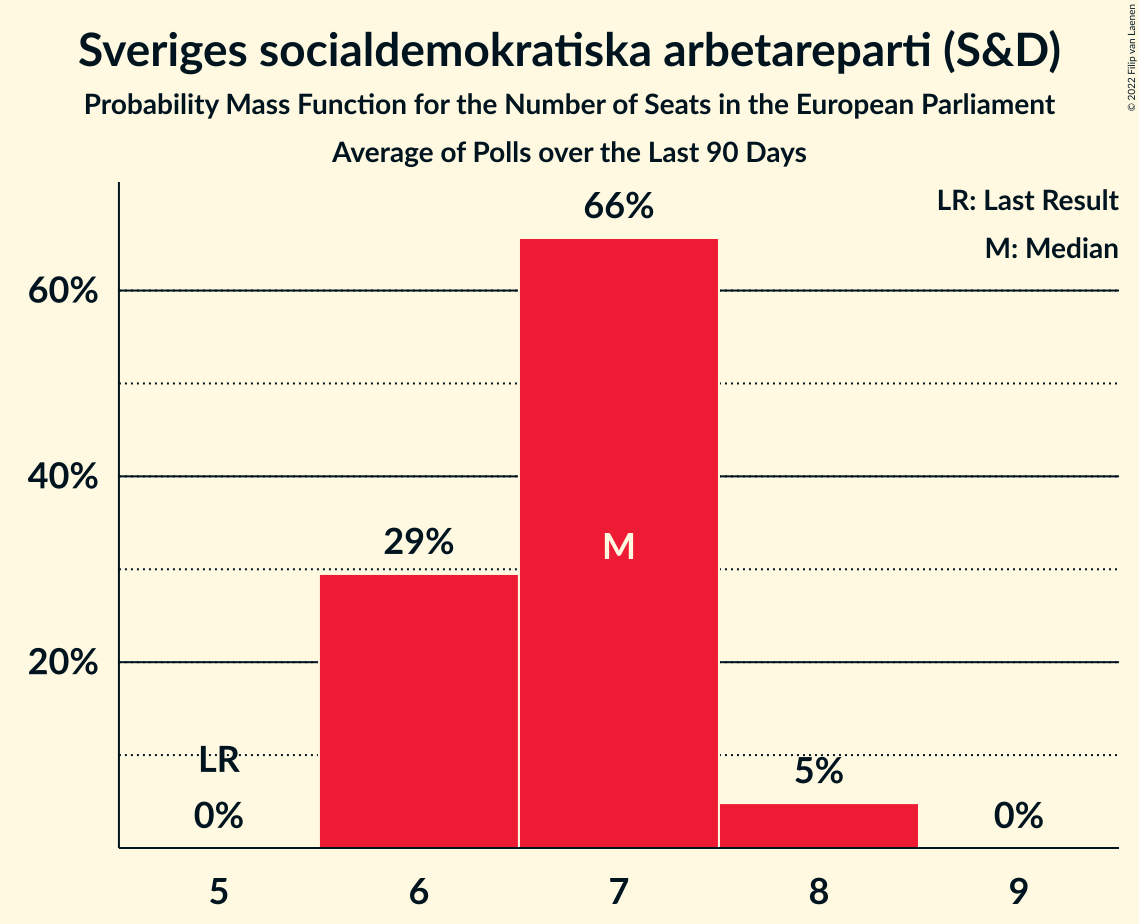 Sveriges socialdemokratiska arbetareparti (S&D)
Probability Mass Function for the Number of Seats in the European Parliament
Average of Polls over the Last 90 Days
© 2022 Filip van Laenen
LR: Last Result
M: Median
66%
60%
40%
29%
M
20%
LR
5%
0%
0%
5 6 7 8 9